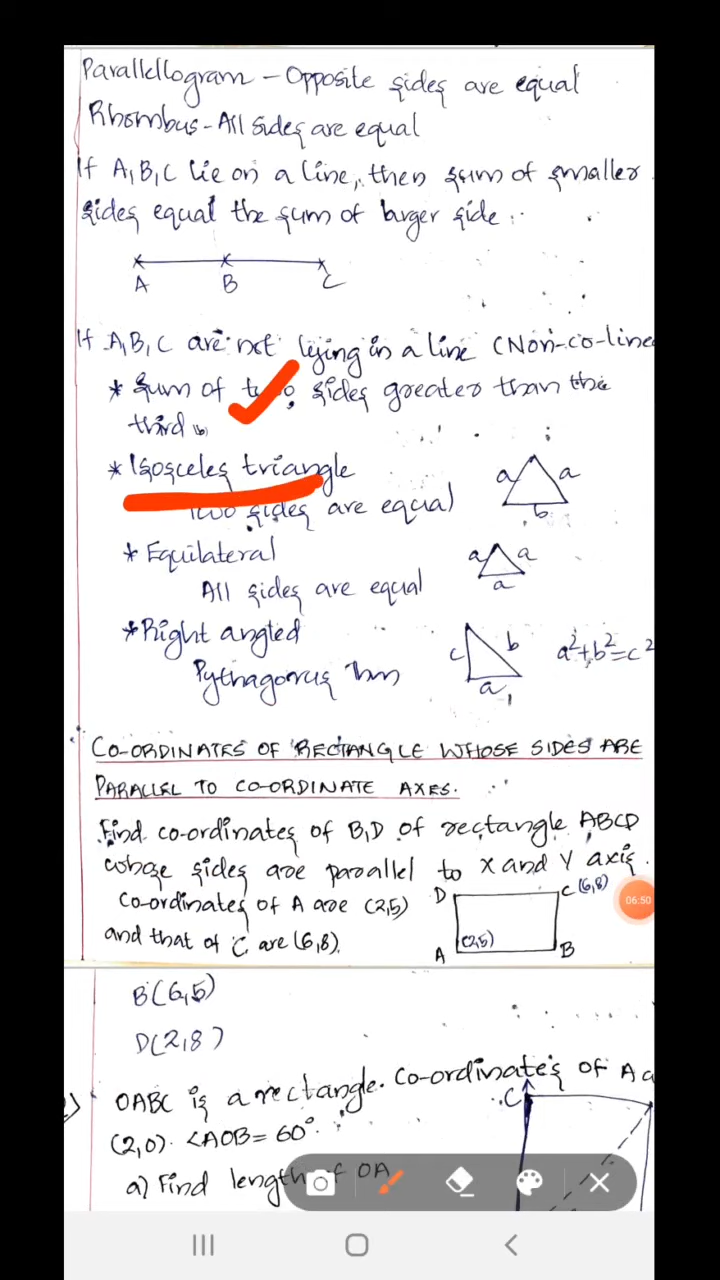 Parallellogram - Opposite sides are equal
Rhombus - All sides are equal
If A, B, C lie on a line, then sum of smaller
sides equal the sum of larger side.
A B C
If A, B, C are not lying in a line (Non-co-line
* Sum of two sides greater than the
third
* Isosceles triangle
a a
Two sides are equal
b
* Equilateral
a a
All sides are equal
a
* Right angled
c b a²+b²=c²
Pythagorus Thm
a
CO-ORDINATES OF RECTANGLE WHOSE SIDES ARE
PARALLEL TO CO-ORDINATE AXES.
Find co-ordinates of B, D of rectangle ABCD
whose sides are parallel to X and Y axis.
Co-ordinates of A are (2,5)
D C (6,8)
06:50
and that of C are (6,8).
A (2,5) B
B(6,5)
D(2,8)
OABC is a rectangle. Co-ordinates of A a
C
(2,0). ∠AOB = 60°.
a) Find length of OA